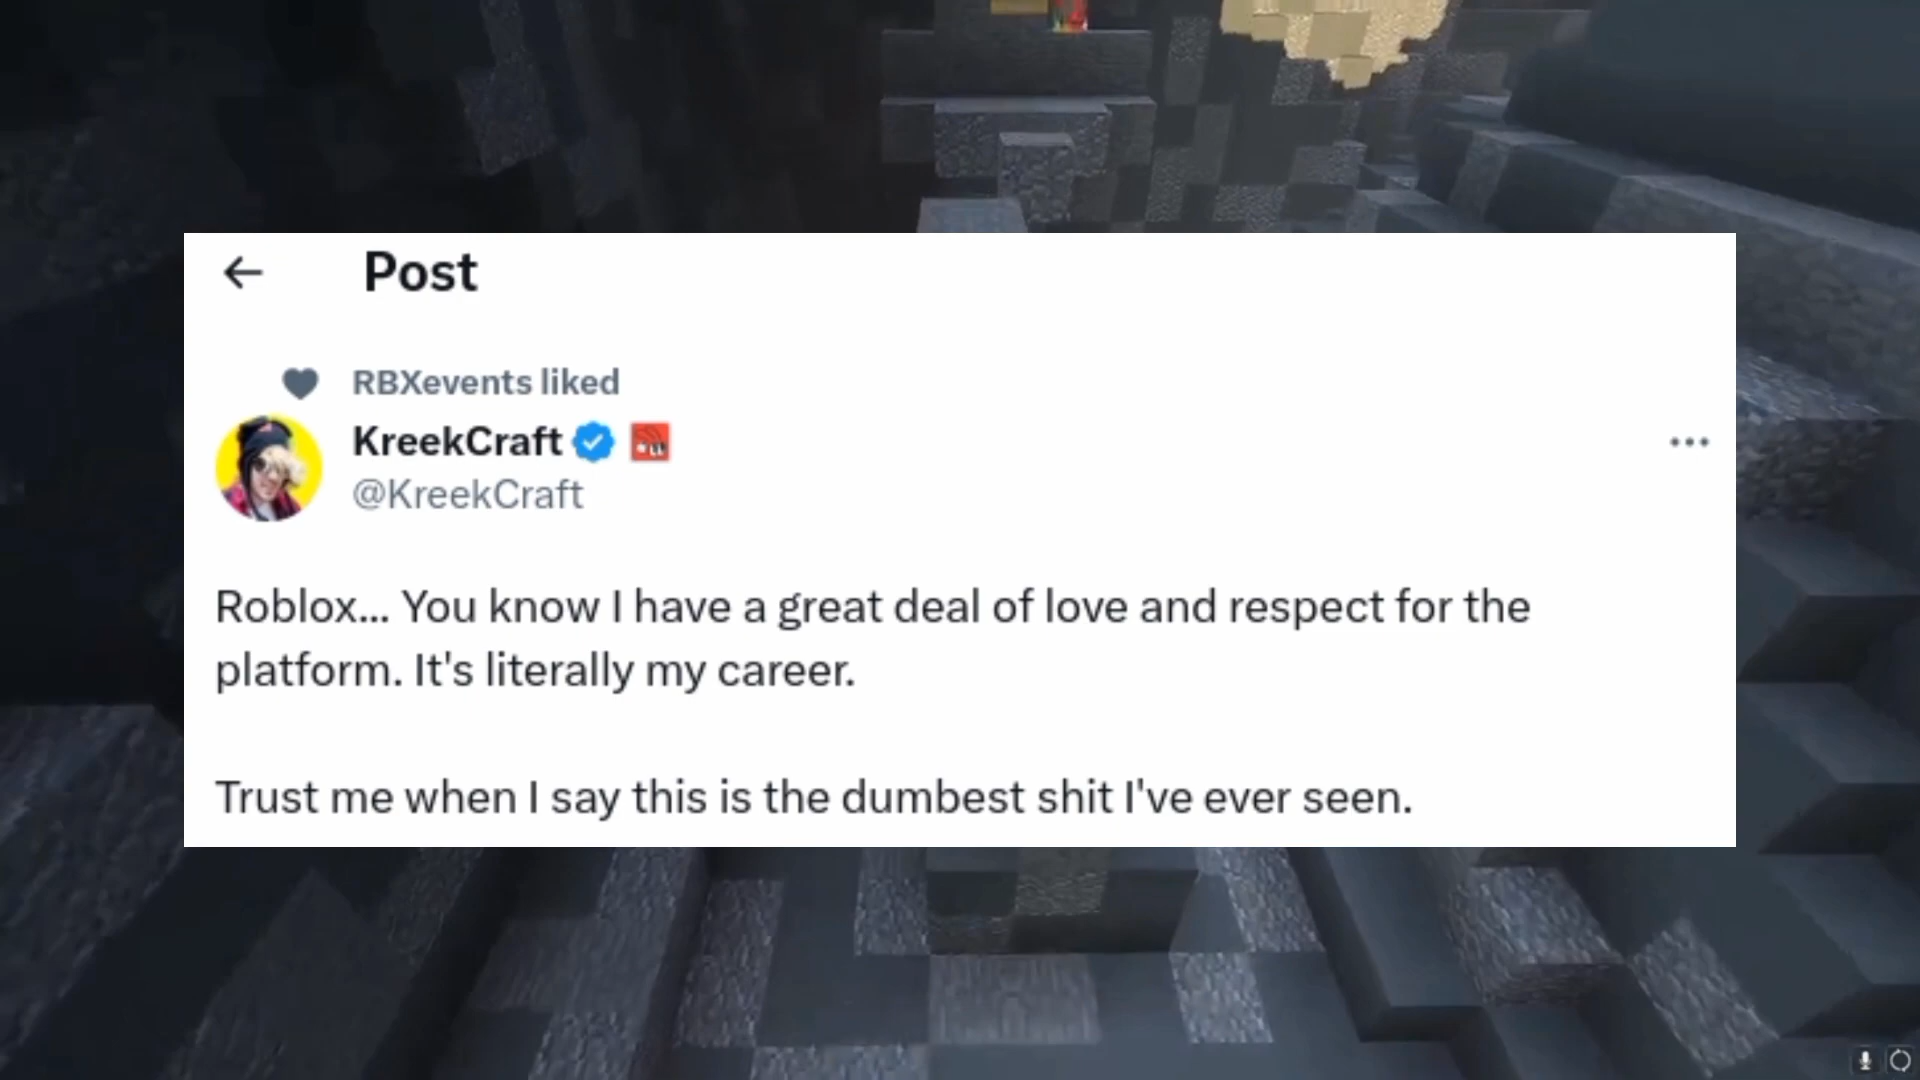 Post
RBXevents liked
KreekCraft
@KreekCraft
Roblox... You know I have a great deal of love and respect for the
platform. It's literally my career.
Trust me when I say this is the dumbest shit I've ever seen.